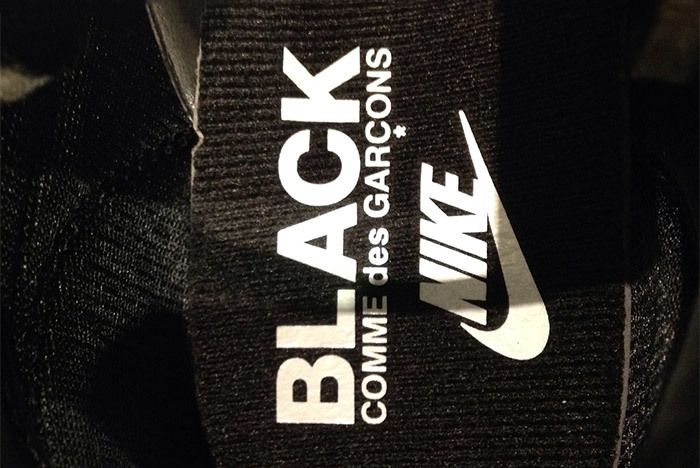 BLACK
COMME des GARÇONS
*
NIKE